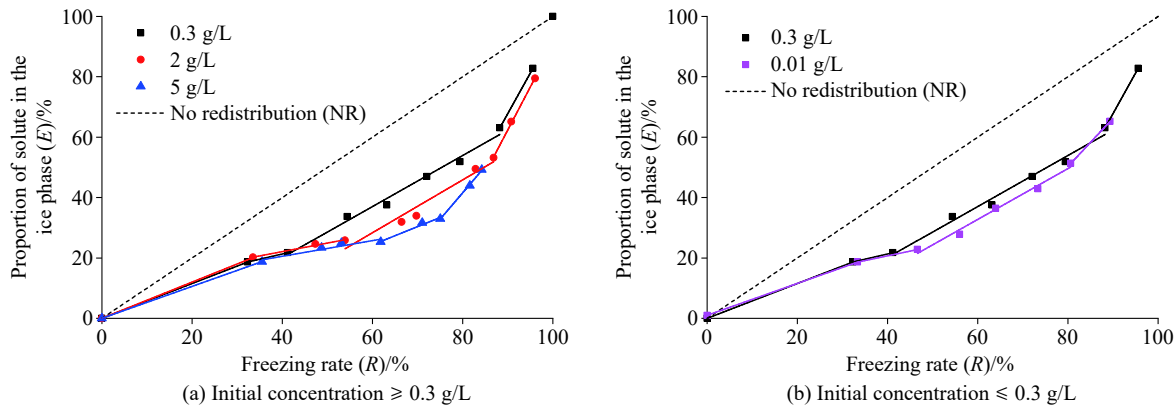 100
80
60
40
20
0
Proportion of solute in the
ice phase (E)/%
0.3 g/L
2 g/L
5 g/L
No redistribution (NR)
0 20 40 60 80 100
Freezing rate (R)/%
(a) Initial concentration ⩾ 0.3 g/L
100
80
60
40
20
0
Proportion of solute in the
ice phase (E)/%
0.3 g/L
0.01 g/L
No redistribution (NR)
0 20 40 60 80 100
Freezing rate (R)/%
(b) Initial concentration ⩽ 0.3 g/L